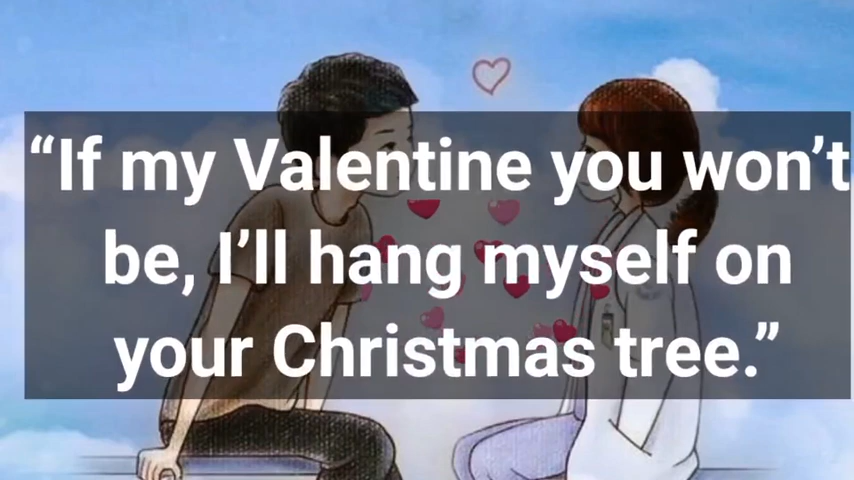 “If my Valentine you won’t
be, I’ll hang myself on
your Christmas tree.”